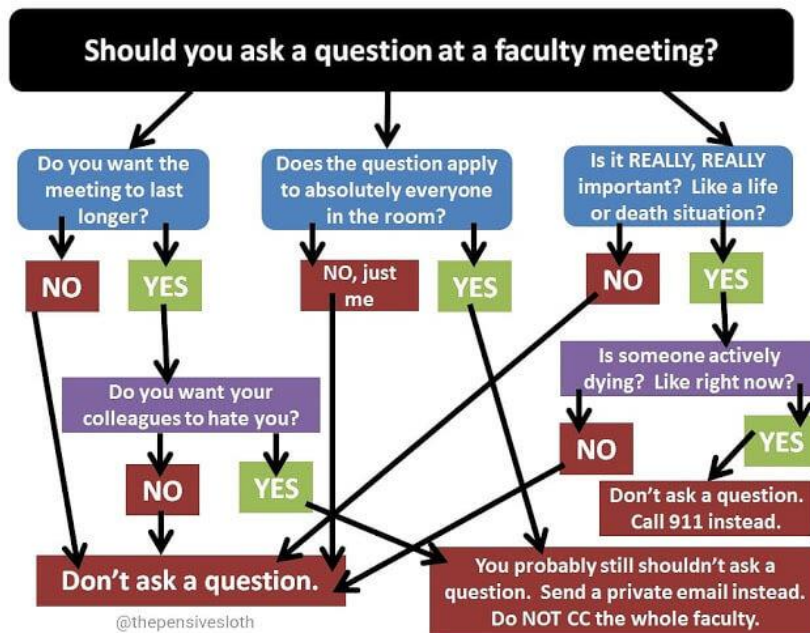 Should you ask a question at a faculty meeting?
Do you want the
meeting to last
longer?
Does the question apply
to absolutely everyone
in the room?
Is it REALLY, REALLY
important? Like a life
or death situation?
NO
YES
NO, just
me
YES
NO
YES
Do you want your
colleagues to hate you?
Is someone actively
dying? Like right now?
NO
YES
NO
YES
Don't ask a question.
Call 911 instead.
Don't ask a question.
You probably still shouldn't ask a
question. Send a private email instead.
Do NOT CC the whole faculty.
@thepensivesloth